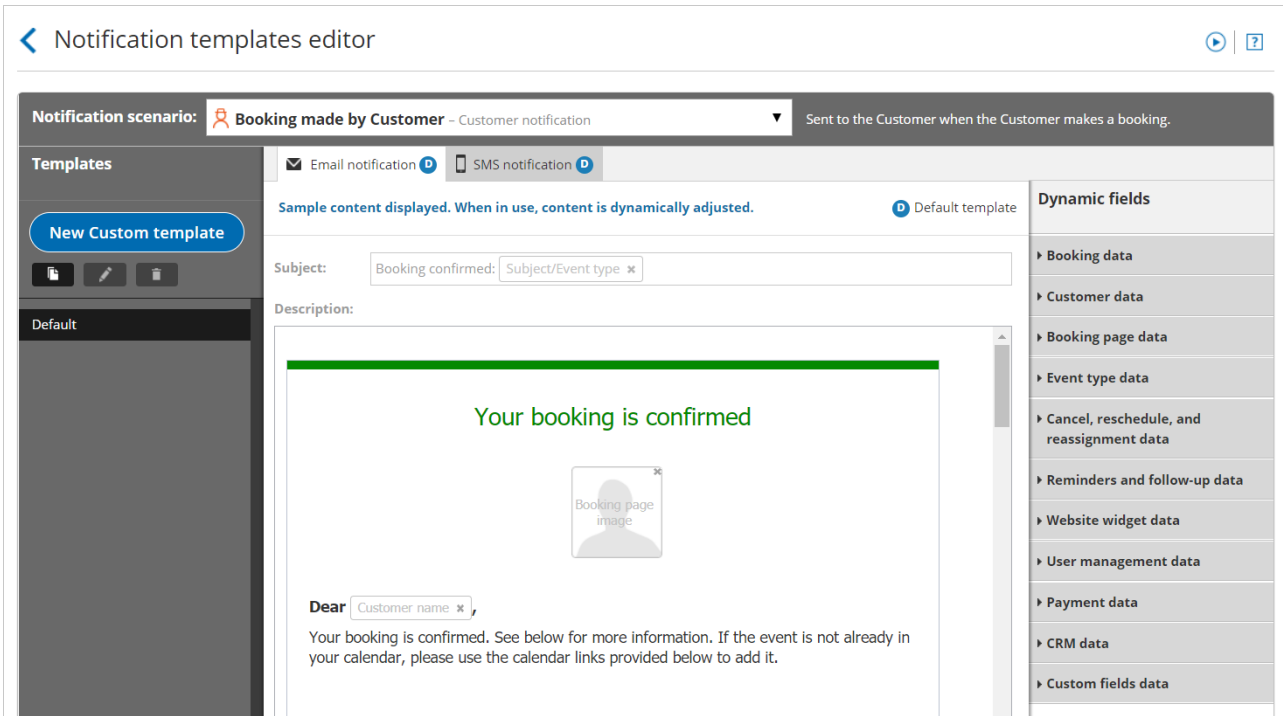 Notification templates editor
?
Notification scenario:
Booking made by Customer – Customer notification
Sent to the Customer when the Customer makes a booking.
Templates
New Custom template
Default
Email notification D
SMS notification D
Sample content displayed. When in use, content is dynamically adjusted.
D Default template
Subject:
Booking confirmed: Subject/Event type ×
Description:
Your booking is confirmed
Booking page
image
Dear Customer name × ,
Your booking is confirmed. See below for more information. If the event is not already in
your calendar, please use the calendar links provided below to add it.
Dynamic fields
Booking data
Customer data
Booking page data
Event type data
Cancel, reschedule, and
reassignment data
Reminders and follow-up data
Website widget data
User management data
Payment data
CRM data
Custom fields data